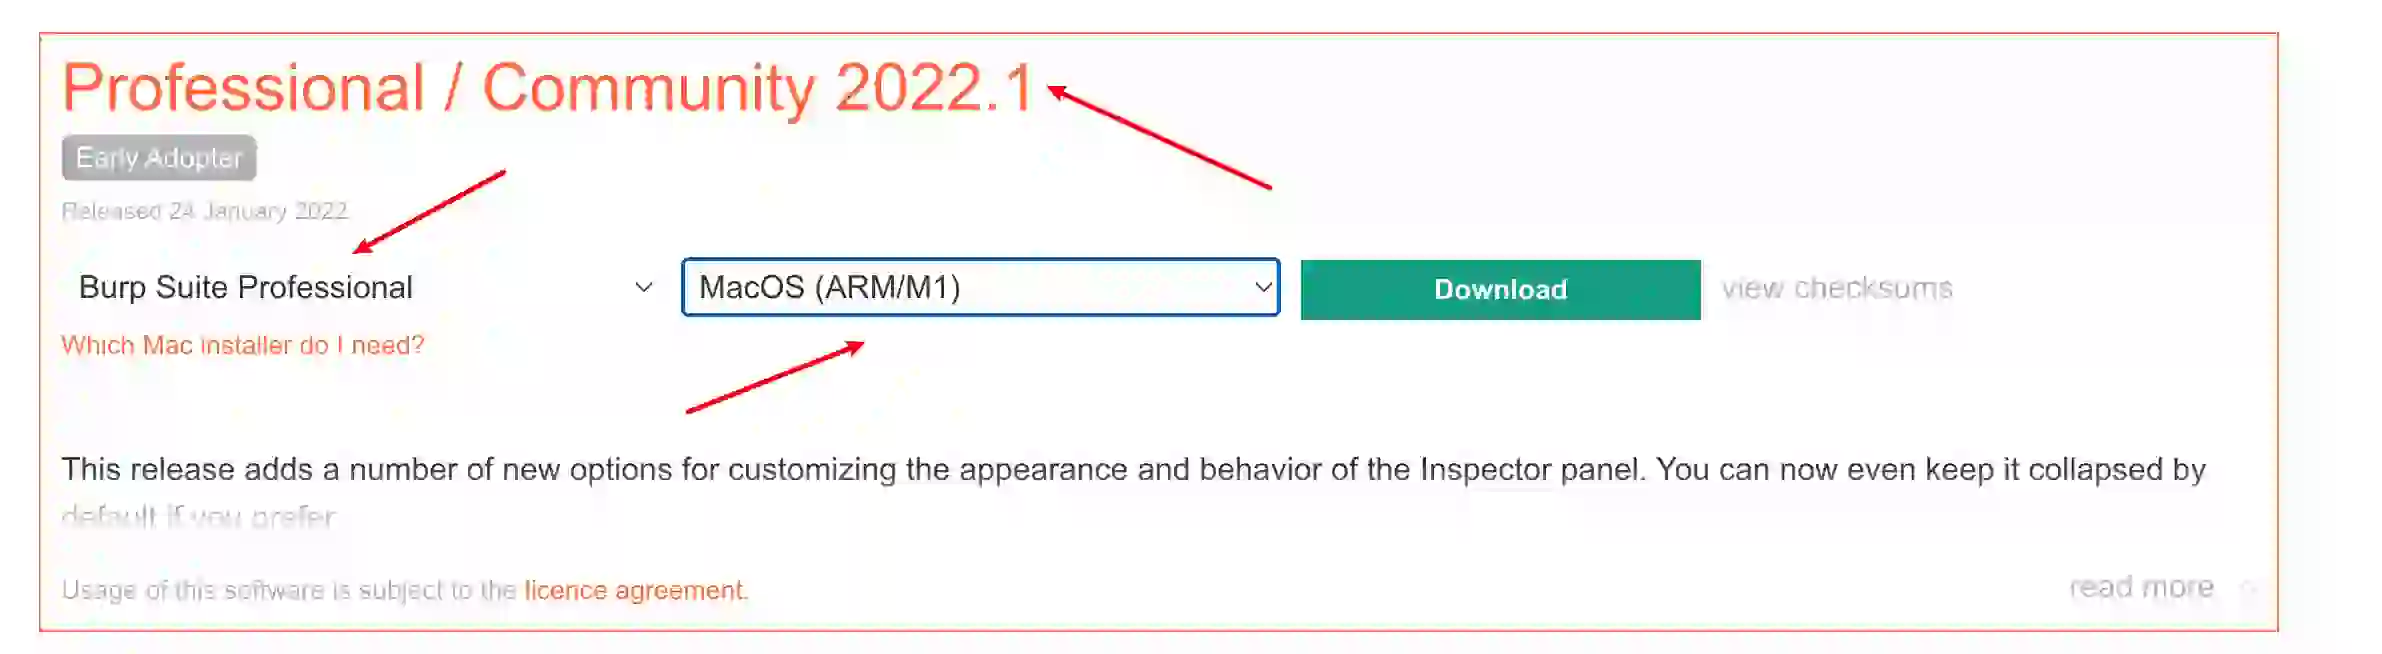 Professional / Community 2022.1
Early Adopter
Released 24 January 2022
Burp Suite Professional
MacOS (ARM/M1)
Download
view checksums
Which Mac installer do I need?
This release adds a number of new options for customizing the appearance and behavior of the Inspector panel. You can now even keep it collapsed by
default if you prefer
Usage of this software is subject to the licence agreement.
read more